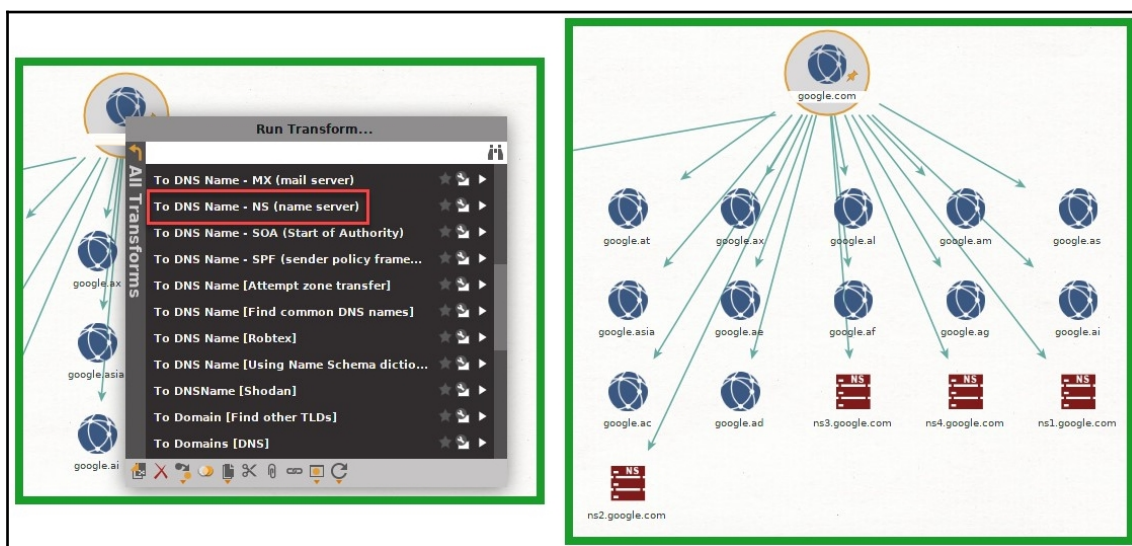 Run Transform...
All Transforms
To DNS Name - MX (mail server)
To DNS Name - NS (name server)
To DNS Name - SOA (Start of Authority)
To DNS Name - SPF (sender policy frame...
To DNS Name [Attempt zone transfer]
To DNS Name [Find common DNS names]
To DNS Name [Robtex]
To DNS Name [Using Name Schema dictio...
To DNSName [Shodan]
To Domain [Find other TLDs]
To Domains [DNS]
google.ax
google.asia
google.ai
google.com
google.at google.ax google.al google.am google.as
google.asia google.ae google.af google.ag google.ai
NS NS NS
google.ac google.ad ns3.google.com ns4.google.com ns1.google.com
NS
ns2.google.com